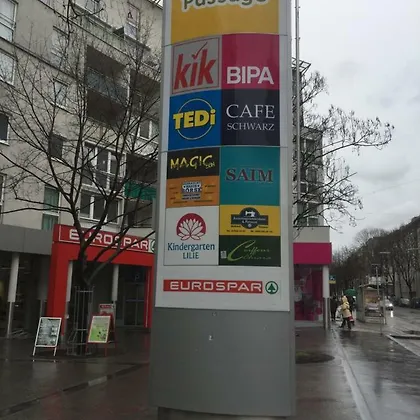 Passage
kik
BIPA
TEDi
CAFE
SCHWARZ
MAGIC
SAIM
Kindergarten
LILIE
EUROSPAR
EUROSPAR